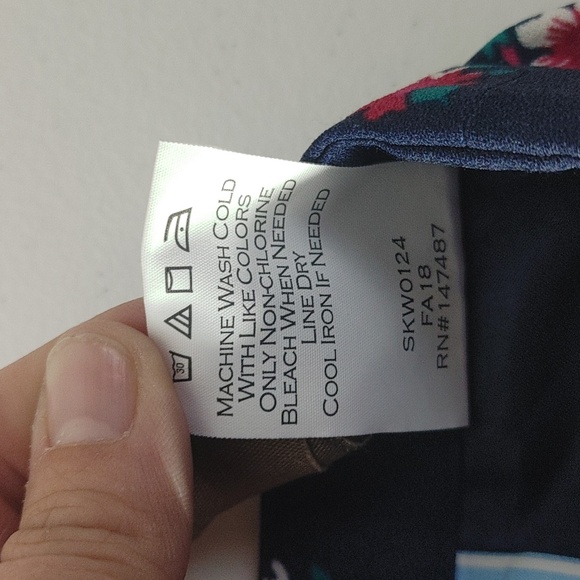 30
MACHINE WASH COLD
WITH LIKE COLORS
ONLY NON-CHLORINE
BLEACH WHEN NEEDED
LINE DRY
COOL IRON IF NEEDED
SKW0124
FA18
RN#147487